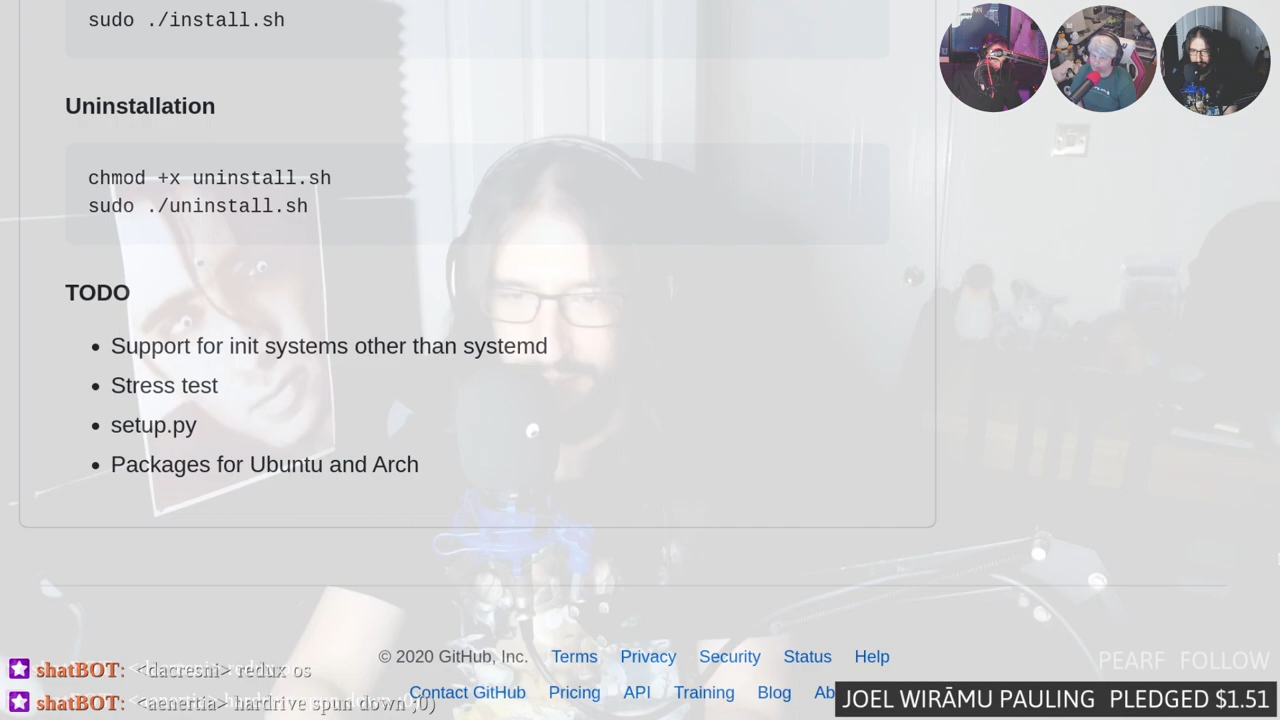 sudo ./install.sh
Uninstallation
chmod +x uninstall.sh
sudo ./uninstall.sh
TODO
Support for init systems other than systemd
Stress test
setup.py
Packages for Ubuntu and Arch
© 2020 GitHub, Inc. Terms Privacy Security Status Help
Contact GitHub Pricing API Training Blog Ab
shatBOT: <dacreshi> redux os
shatBOT: <aenertia> hardrive spun down ;0)
PEARF FOLLOW
JOEL WIRĀMU PAULING PLEDGED $1.51